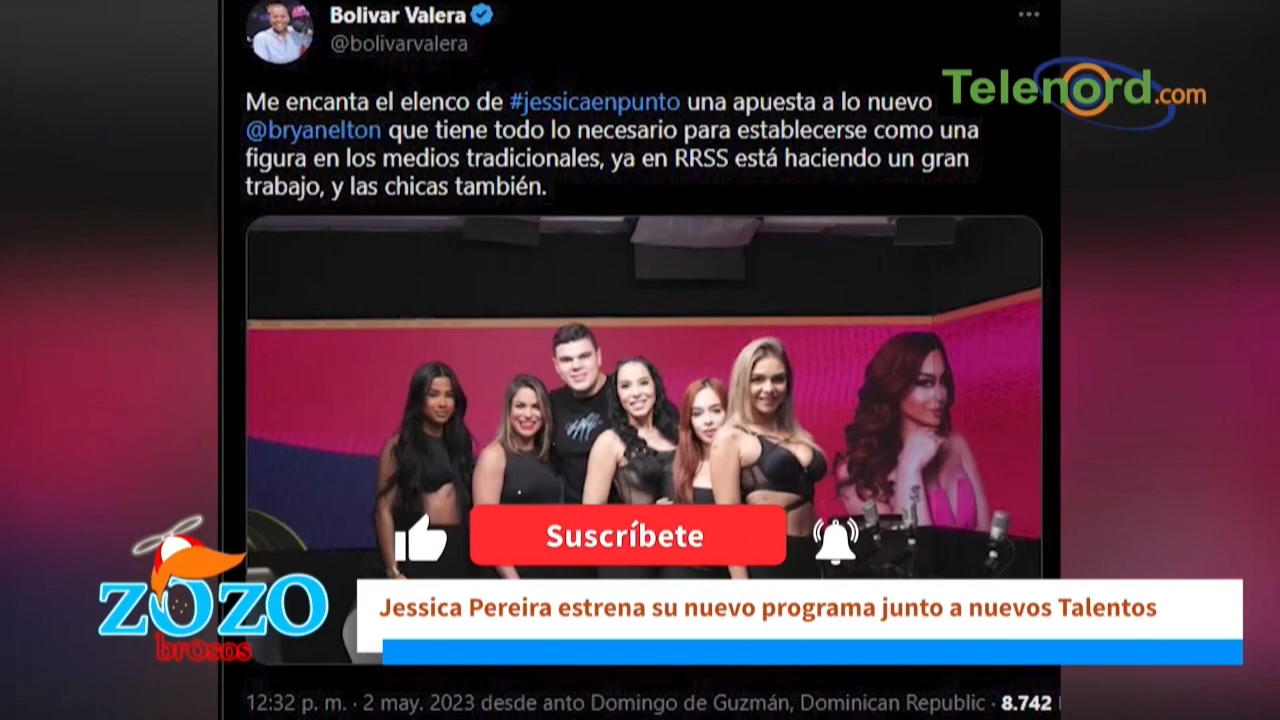 Bolivar Valera
@bolivarvalera
Telenord.com
Me encanta el elenco de #jessicaenpunto una apuesta a lo nuevo
@bryanelton que tiene todo lo necesario para establecerse como una
figura en los medios tradicionales, ya en RRSS está haciendo un gran
trabajo, y las chicas también.
Suscríbete
ZOZO
brosos
Jessica Pereira estrena su nuevo programa junto a nuevos Talentos
12:32 p. m. · 2 may. 2023 desde anto Domingo de Guzmán, Dominican Republic · 8.742